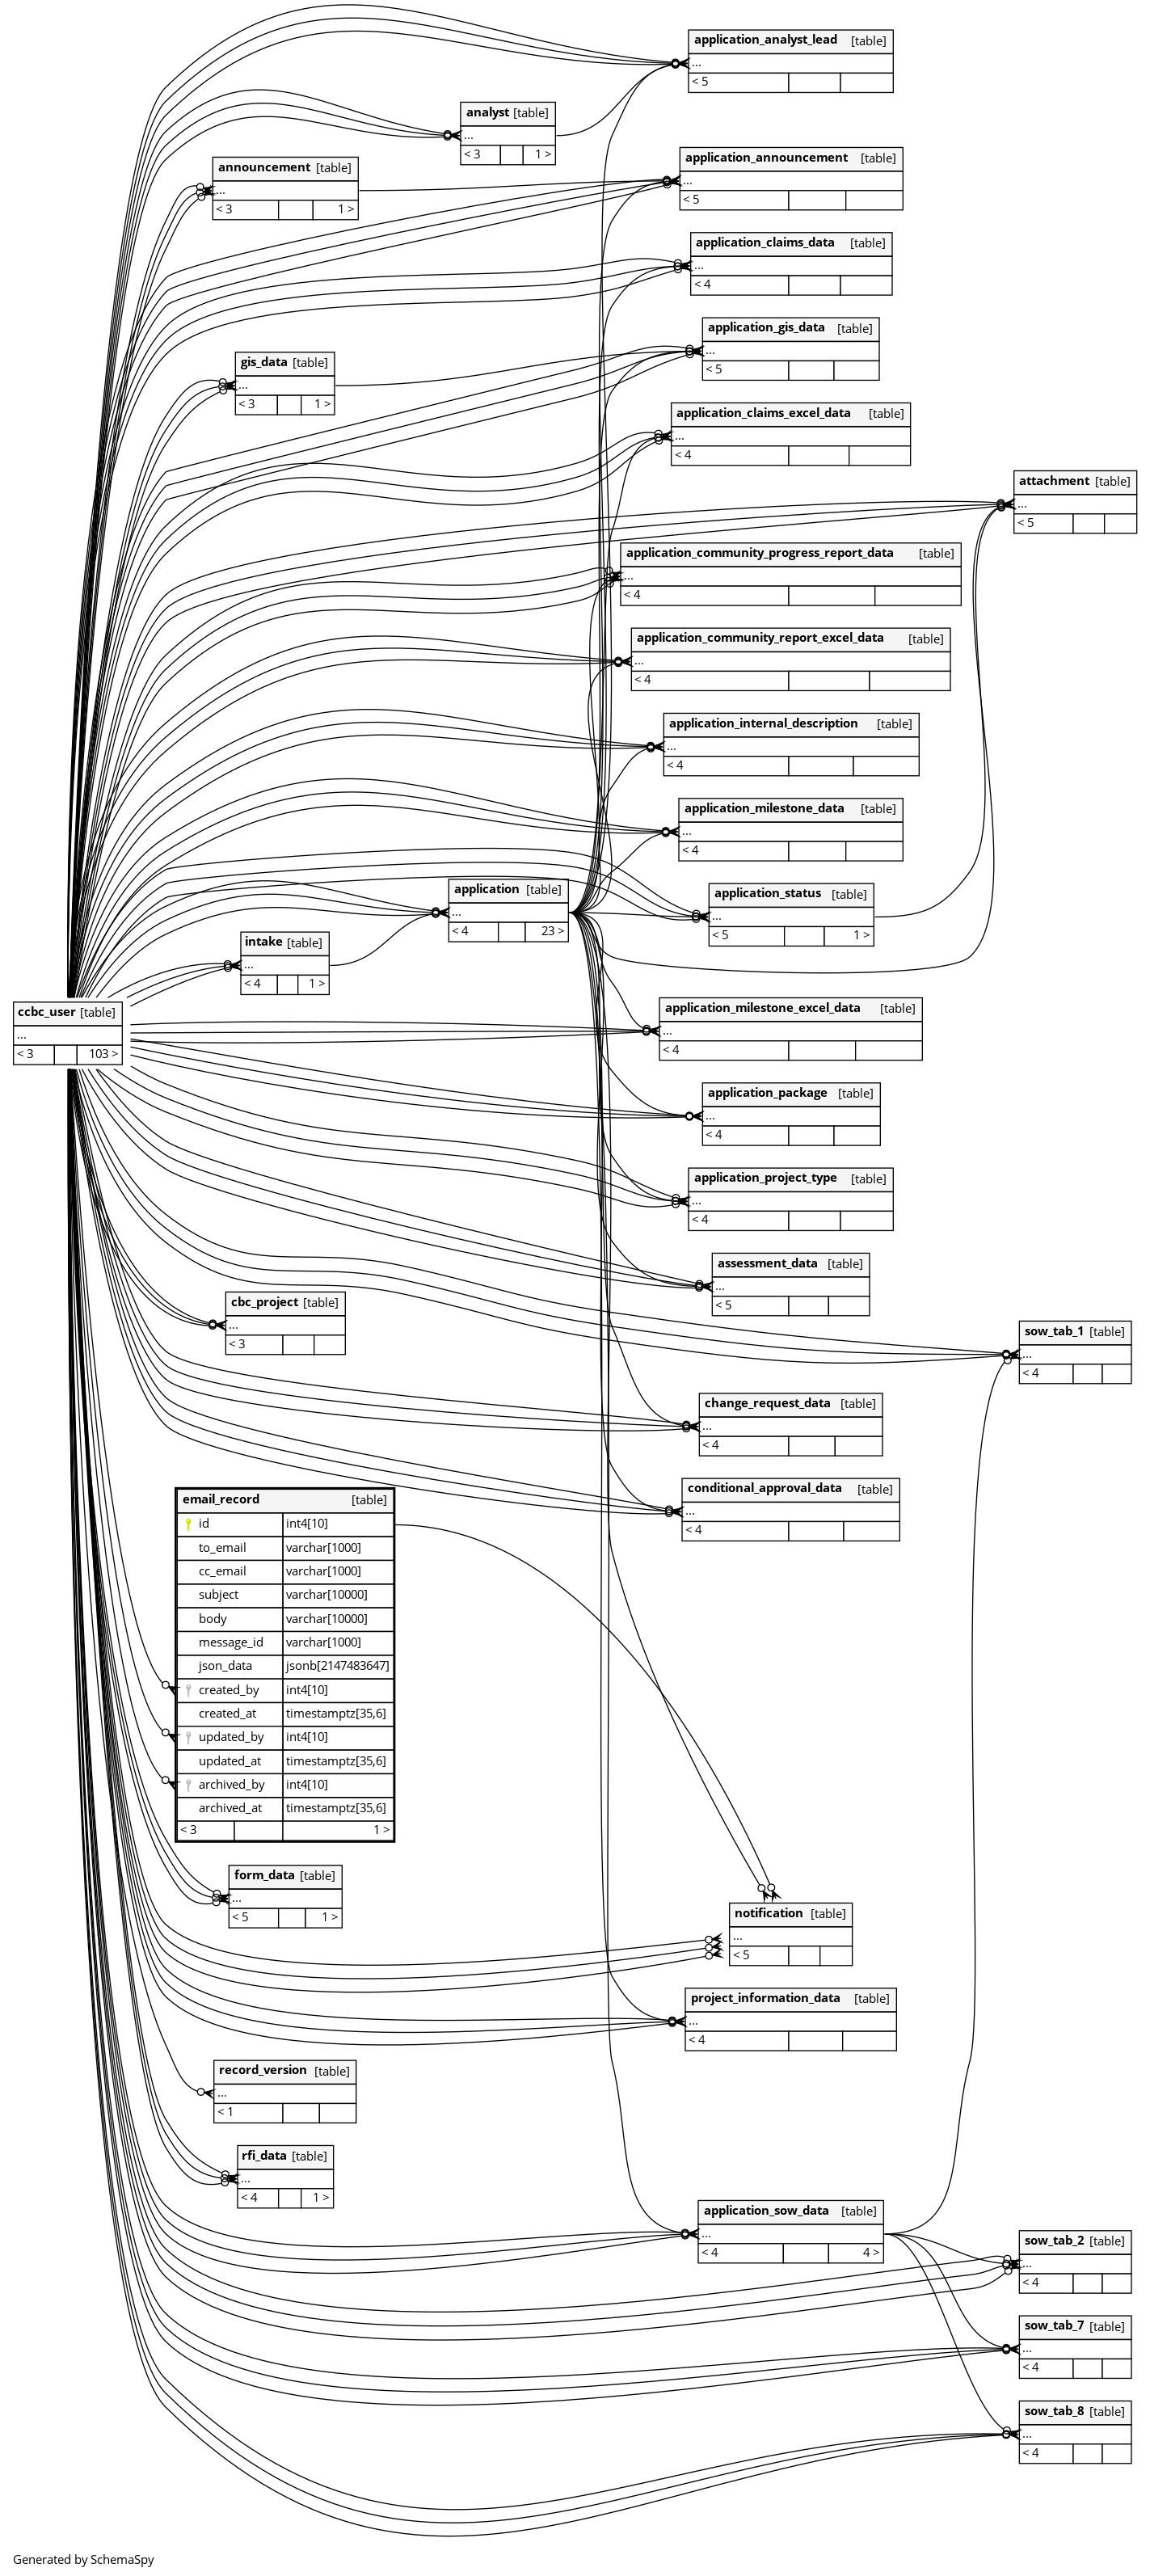 application_analyst_lead [table]
...
< 5
analyst [table]
...
< 3 1 >
announcement [table]
...
< 3 1 >
application_announcement [table]
...
< 5
application_claims_data [table]
...
< 4
application_gis_data [table]
...
< 5
gis_data [table]
...
< 3 1 >
application_claims_excel_data [table]
...
< 4
attachment [table]
...
< 5
application_community_progress_report_data [table]
...
< 4
application_community_report_excel_data [table]
...
< 4
application_internal_description [table]
...
< 4
application_milestone_data [table]
...
< 4
application [table]
...
< 4 23 >
application_status [table]
...
< 5 1 >
intake [table]
...
< 4 1 >
ccbc_user [table]
...
< 3 103 >
application_milestone_excel_data [table]
...
< 4
application_package [table]
...
< 4
application_project_type [table]
...
< 4
assessment_data [table]
...
< 5
cbc_project [table]
...
< 3
sow_tab_1 [table]
...
< 4
change_request_data [table]
...
< 4
conditional_approval_data [table]
...
< 4
email_record [table]
id int4[10]
to_email varchar[1000]
cc_email varchar[1000]
subject varchar[10000]
body varchar[10000]
message_id varchar[1000]
json_data jsonb[2147483647]
created_by int4[10]
created_at timestamptz[35,6]
updated_by int4[10]
updated_at timestamptz[35,6]
archived_by int4[10]
archived_at timestamptz[35,6]
< 3 1 >
form_data [table]
...
< 5 1 >
notification [table]
...
< 5
project_information_data [table]
...
< 4
record_version [table]
...
< 1
rfi_data [table]
...
< 4 1 >
application_sow_data [table]
...
< 4 4 >
sow_tab_2 [table]
...
< 4
sow_tab_7 [table]
...
< 4
sow_tab_8 [table]
...
< 4
Generated by SchemaSpy